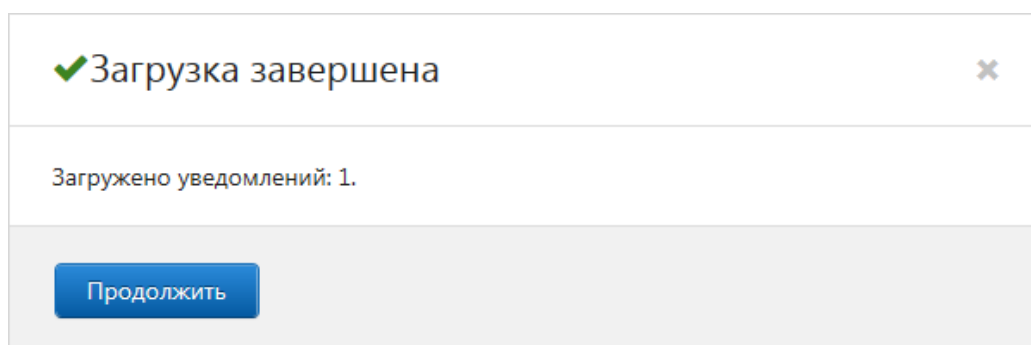 Загрузка завершена
Загружено уведомлений: 1.
Продолжить